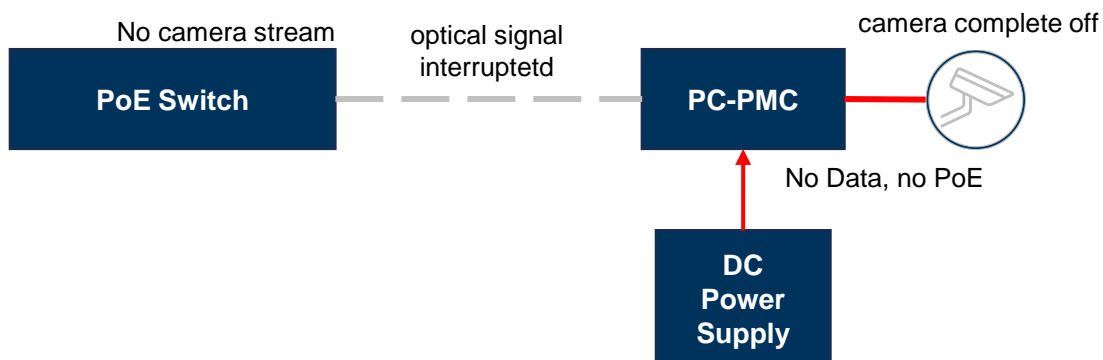 No camera stream
optical signal
interruptetd
camera complete off
PoE Switch
PC-PMC
No Data, no PoE
DC
Power
Supply